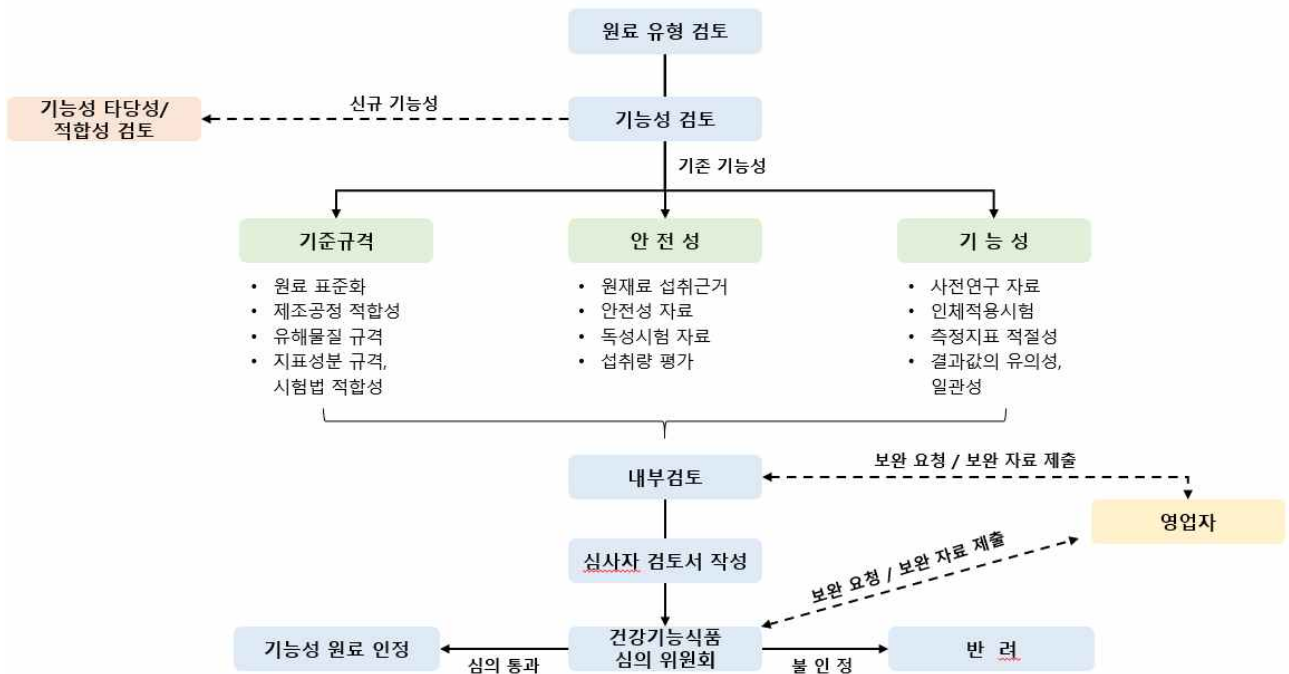 원료 유형 검토
신규 기능성
기능성 타당성/
적합성 검토
기능성 검토
기존 기능성
기준규격
안 전 성
기 능 성
• 원료 표준화
• 제조공정 적합성
• 유해물질 규격
• 지표성분 규격,
시험법 적합성
• 원재료 섭취근거
• 안전성 자료
• 독성시험 자료
• 섭취량 평가
• 사전연구 자료
• 인체적용시험
• 측정지표 적절성
• 결과값의 유의성,
일관성
보완 요청 / 보완 자료 제출
내부검토
영업자
보완 요청 / 보완 자료 제출
심사자 검토서 작성
기능성 원료 인정
심의 통과
건강기능식품
심의 위원회
불 인 정
반 려